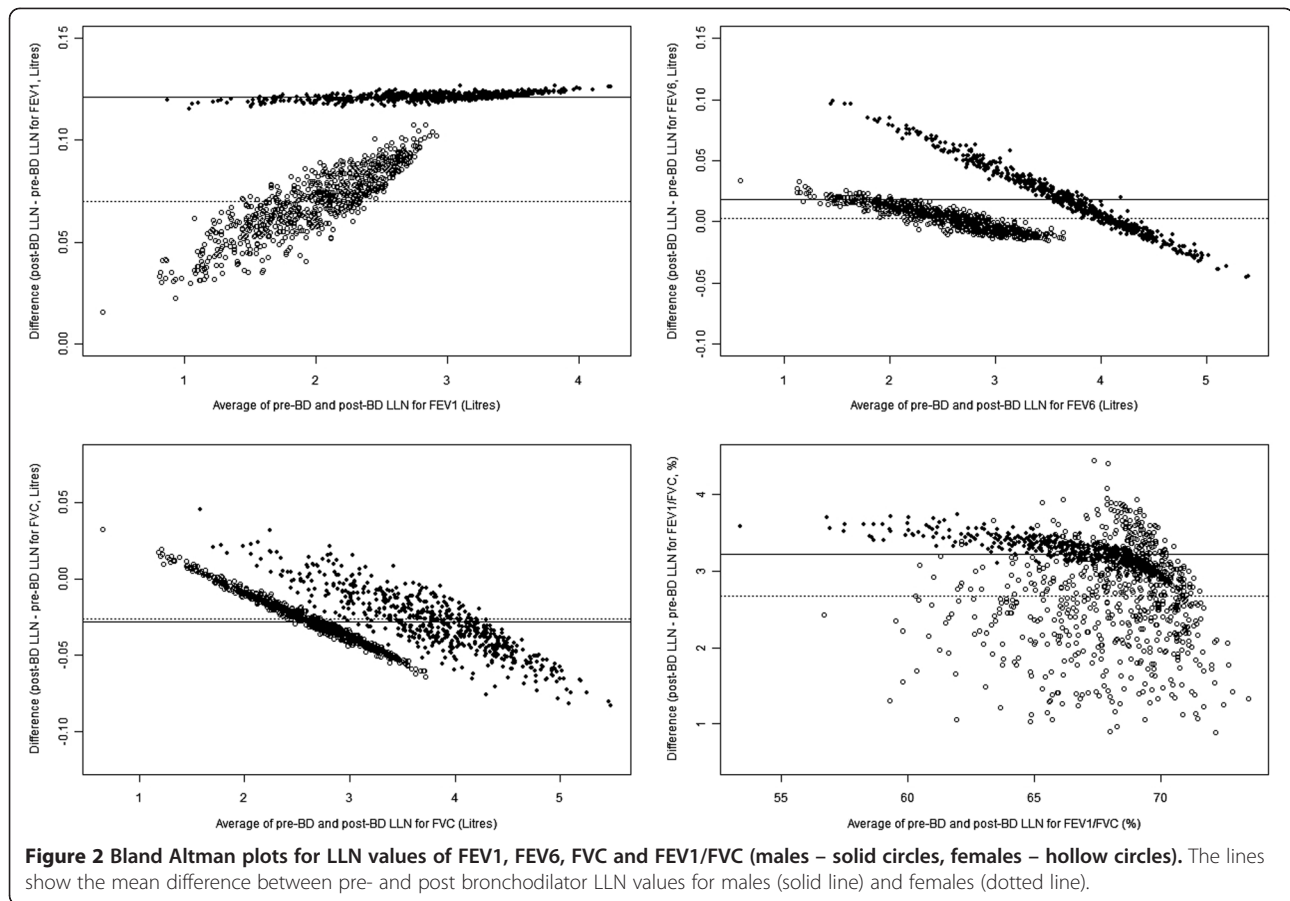 Difference (post-BD LLN - pre-BD LLN for FEV1, Litres)
0.15
0.10
0.05
0.00
1 2 3 4
Average of pre-BD and post-BD LLN for FEV1 (Litres)
Difference (post-BD LLN - pre-BD LLN for FEV6, Litres)
0.15
0.10
0.05
0.00
-0.05
-0.10
1 2 3 4 5
Average of pre-BD and post-BD LLN for FEV6 (Litres)
Difference (post-BD LLN - pre-BD LLN for FVC, Litres)
0.05
0.00
-0.05
-0.10
1 2 3 4 5
Average of pre-BD and post-BD LLN for FVC (Litres)
Difference (post-BD LLN - pre-BD LLN for FEV1/FVC, %)
4
3
2
1
55 60 65 70
Average of pre-BD and post-BD LLN for FEV1/FVC (%)
Figure 2 Bland Altman plots for LLN values of FEV1, FEV6, FVC and FEV1/FVC (males – solid circles, females – hollow circles). The lines
show the mean difference between pre- and post bronchodilator LLN values for males (solid line) and females (dotted line).